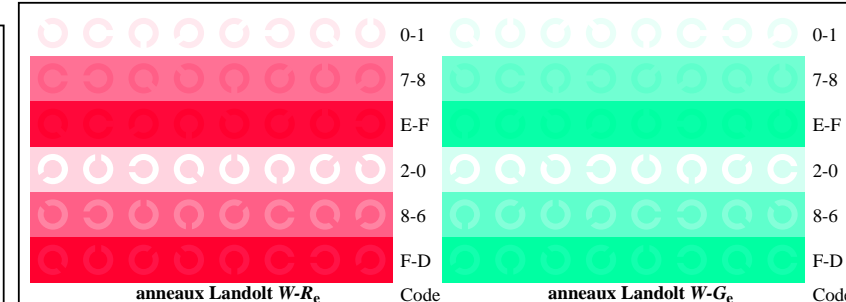 0-1 0-1
7-8 7-8
E-F E-F
2-0 2-0
8-6 8-6
F-D F-D
anneaux Landolt W-Re Code anneaux Landolt W-Ge Code